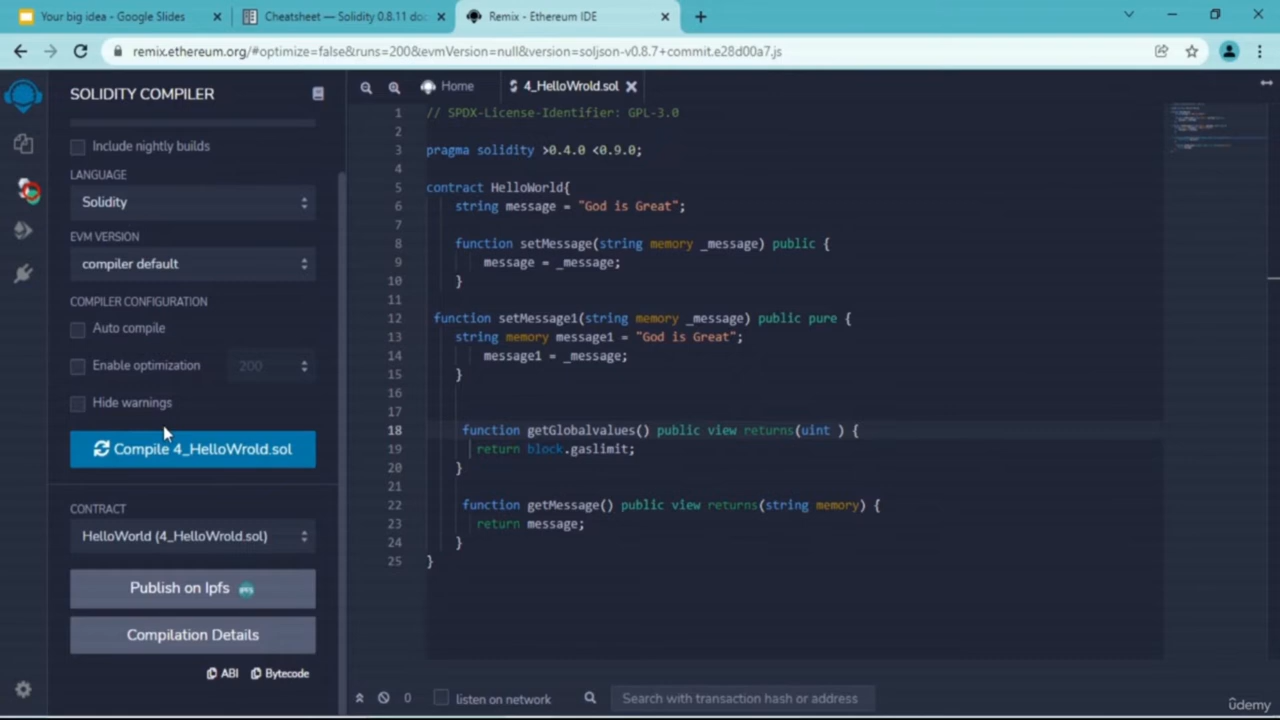 Your big idea - Google Slides
Cheatsheet — Solidity 0.8.11 doc
Remix - Ethereum IDE
remix.ethereum.org/#optimize=false&runs=200&evmVersion=null&version=soljson-v0.8.7+commit.e28d00a7.js
SOLIDITY COMPILER
Include nightly builds
LANGUAGE
Solidity
EVM VERSION
compiler default
COMPILER CONFIGURATION
Auto compile
Enable optimization 200
Hide warnings
Compile 4_HelloWrold.sol
CONTRACT
HelloWorld (4_HelloWrold.sol)
Publish on Ipfs
Compilation Details
ABI Bytecode
Home 4_HelloWrold.sol
1 // SPDX-License-Identifier: GPL-3.0
2
3 pragma solidity >0.4.0 <0.9.0;
4
5 contract HelloWorld{
6 string message = "God is Great";
7
8 function setMessage(string memory _message) public {
9 message = _message;
10 }
11
12 function setMessage1(string memory _message) public pure {
13 string memory message1 = "God is Great";
14 message1 = _message;
15 }
16
17
18 function getGlobalvalues() public view returns(uint ) {
19 return block.gaslimit;
20 }
21
22 function getMessage() public view returns(string memory) {
23 return message;
24 }
25 }
0 listen on network Search with transaction hash or address
ûdemy